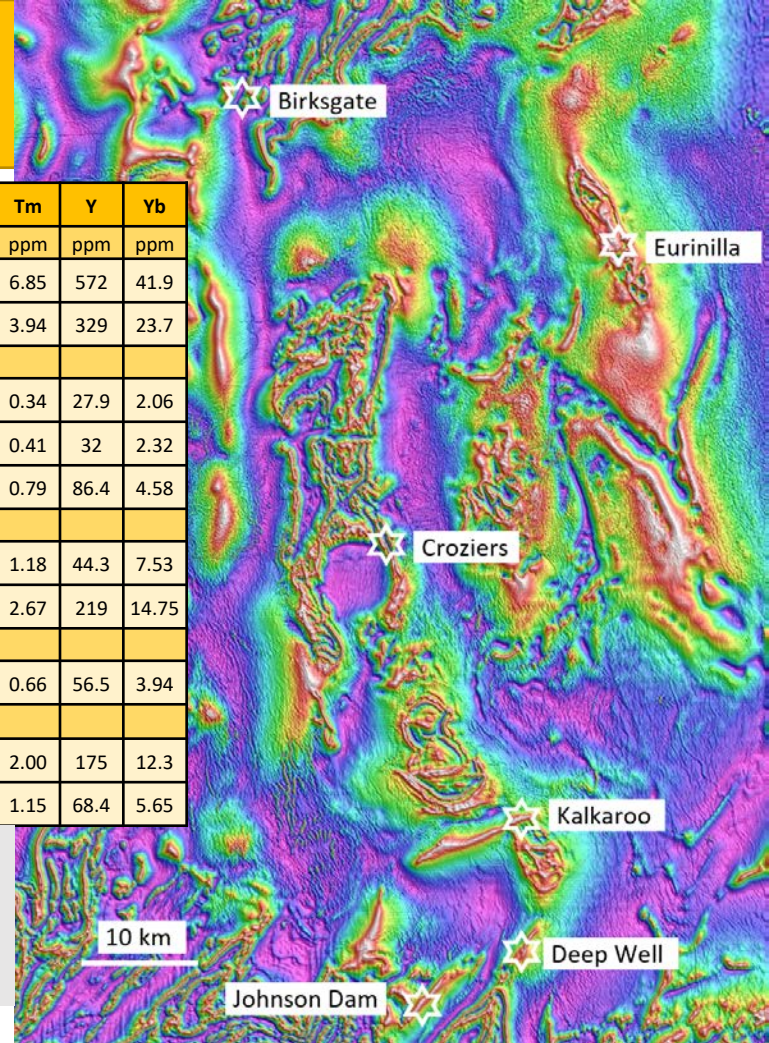 Tm Y Yb
ppm ppm ppm
6.85 572 41.9
3.94 329 23.7
0.34 27.9 2.06
0.41 32 2.32
0.79 86.4 4.58
1.18 44.3 7.53
2.67 219 14.75
0.66 56.5 3.94
2.00 175 12.3
1.15 68.4 5.65
Birksgate
Eurinilla
Croziers
Kalkaroo
10 km
Deep Well
Johnson Dam